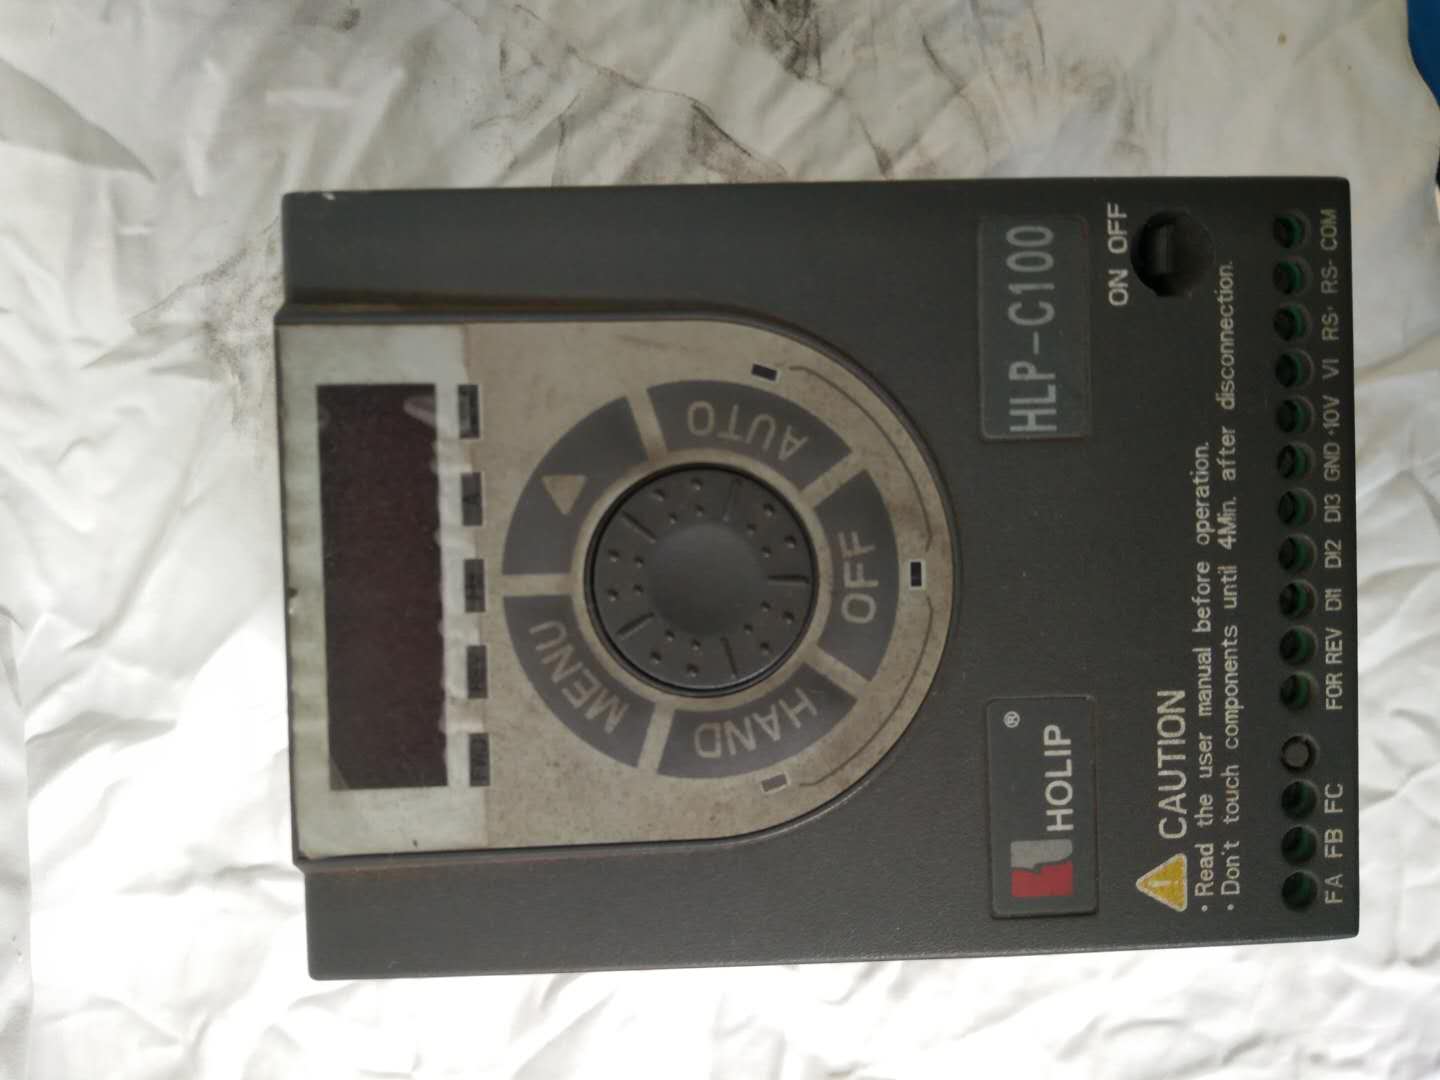 MENU
▲
HAND
AUTO
OFF
HOLIP®
HLP-C100
ON OFF
CAUTION
· Read the user manual before operation.
· Don't touch components until 4Min. after disconnection.
FA FB FC FOR REV DI1 DI2 DI3 GND +10V VI RS+ RS- COM